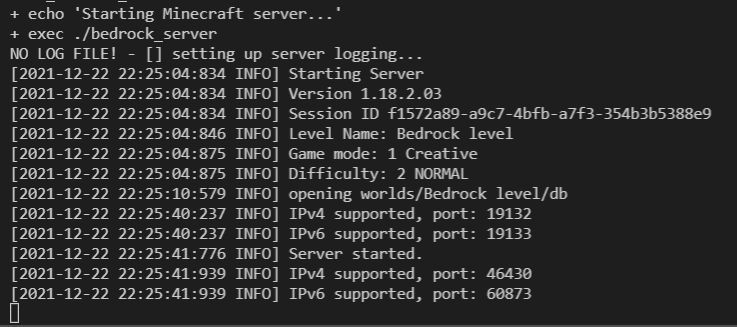 + echo 'Starting Minecraft server...'
+ exec ./bedrock_server
NO LOG FILE! - [] setting up server logging...
[2021-12-22 22:25:04:834 INFO] Starting Server
[2021-12-22 22:25:04:834 INFO] Version 1.18.2.03
[2021-12-22 22:25:04:834 INFO] Session ID f1572a89-a9c7-4bfb-a7f3-354b3b5388e9
[2021-12-22 22:25:04:846 INFO] Level Name: Bedrock level
[2021-12-22 22:25:04:875 INFO] Game mode: 1 Creative
[2021-12-22 22:25:04:875 INFO] Difficulty: 2 NORMAL
[2021-12-22 22:25:10:579 INFO] opening worlds/Bedrock level/db
[2021-12-22 22:25:40:237 INFO] IPv4 supported, port: 19132
[2021-12-22 22:25:40:237 INFO] IPv6 supported, port: 19133
[2021-12-22 22:25:41:776 INFO] Server started.
[2021-12-22 22:25:41:939 INFO] IPv4 supported, port: 46430
[2021-12-22 22:25:41:939 INFO] IPv6 supported, port: 60873